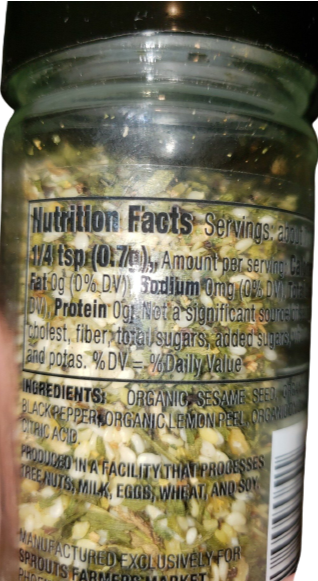 Nutrition Facts Servings: about
1/4 tsp (0.7g), Amount per serving:
Fat 0g (0% DV), Sodium 0mg (0% DV),
DV), Protein 0g. Not a significant source
cholest, fiber, total sugars, added sugars,
and potas. %DV = %Daily Value
INGREDIENTS: ORGANIC SESAME SEED,
BLACK PEPPER, ORGANIC LEMON PEEL,
CITRIC ACID.
PRODUCED IN A FACILITY THAT PROCESSES
TREE NUTS, MILK, EGGS, WHEAT, AND SOY.
MANUFACTURED EXCLUSIVELY FOR
SPROUTS FARMERS MARKET